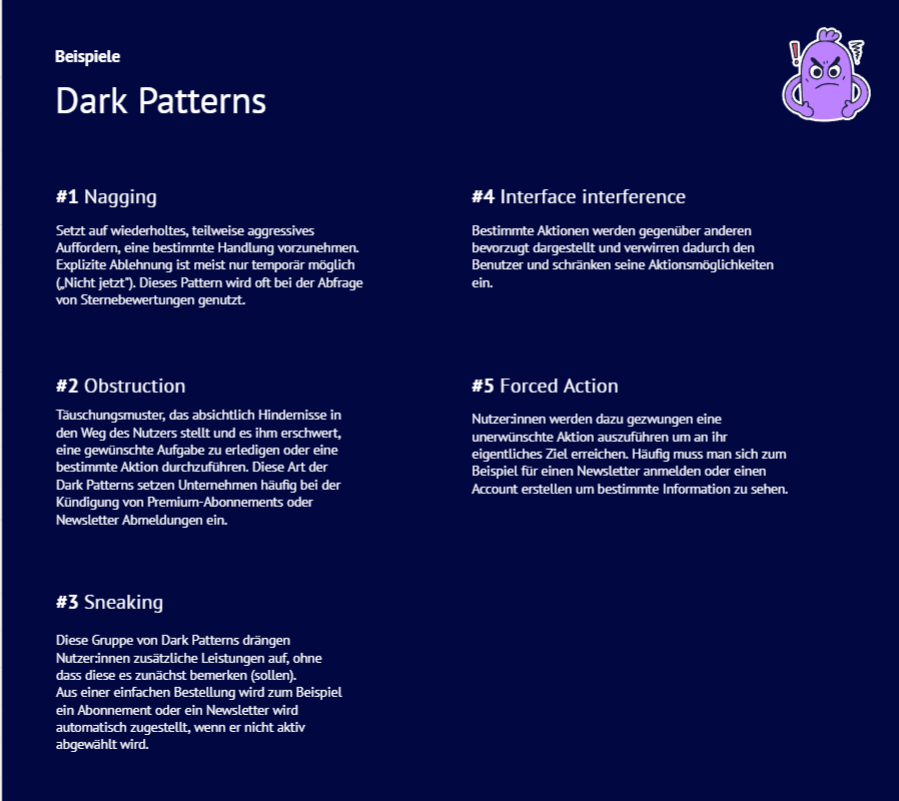 Beispiele
Dark Patterns
#1 Nagging
Setzt auf wiederholtes, teilweise aggressives
Auffordern, eine bestimmte Handlung vorzunehmen.
Explizite Ablehnung ist meist nur temporär möglich
(„Nicht jetzt"). Dieses Pattern wird oft bei der Abfrage
von Sternebewertungen genutzt.
#2 Obstruction
Täuschungsmuster, das absichtlich Hindernisse in
den Weg des Nutzers stellt und es ihm erschwert,
eine gewünschte Aufgabe zu erledigen oder eine
bestimmte Aktion durchzuführen. Diese Art der
Dark Patterns setzen Unternehmen häufig bei der
Kündigung von Premium-Abonnements oder
Newsletter Abmeldungen ein.
#3 Sneaking
Diese Gruppe von Dark Patterns drängen
Nutzer:innen zusätzliche Leistungen auf, ohne
dass diese es zunächst bemerken (sollen).
Aus einer einfachen Bestellung wird zum Beispiel
ein Abonnement oder ein Newsletter wird
automatisch zugestellt, wenn er nicht aktiv
abgewählt wird.
#4 Interface interference
Bestimmte Aktionen werden gegenüber anderen
bevorzugt dargestellt und verwirren dadurch den
Benutzer und schränken seine Aktionsmöglichkeiten
ein.
#5 Forced Action
Nutzer:innen werden dazu gezwungen eine
unerwünschte Aktion auszuführen um an ihr
eigentliches Ziel erreichen. Häufig muss man sich zum
Beispiel für einen Newsletter anmelden oder einen
Account erstellen um bestimmte Information zu sehen.